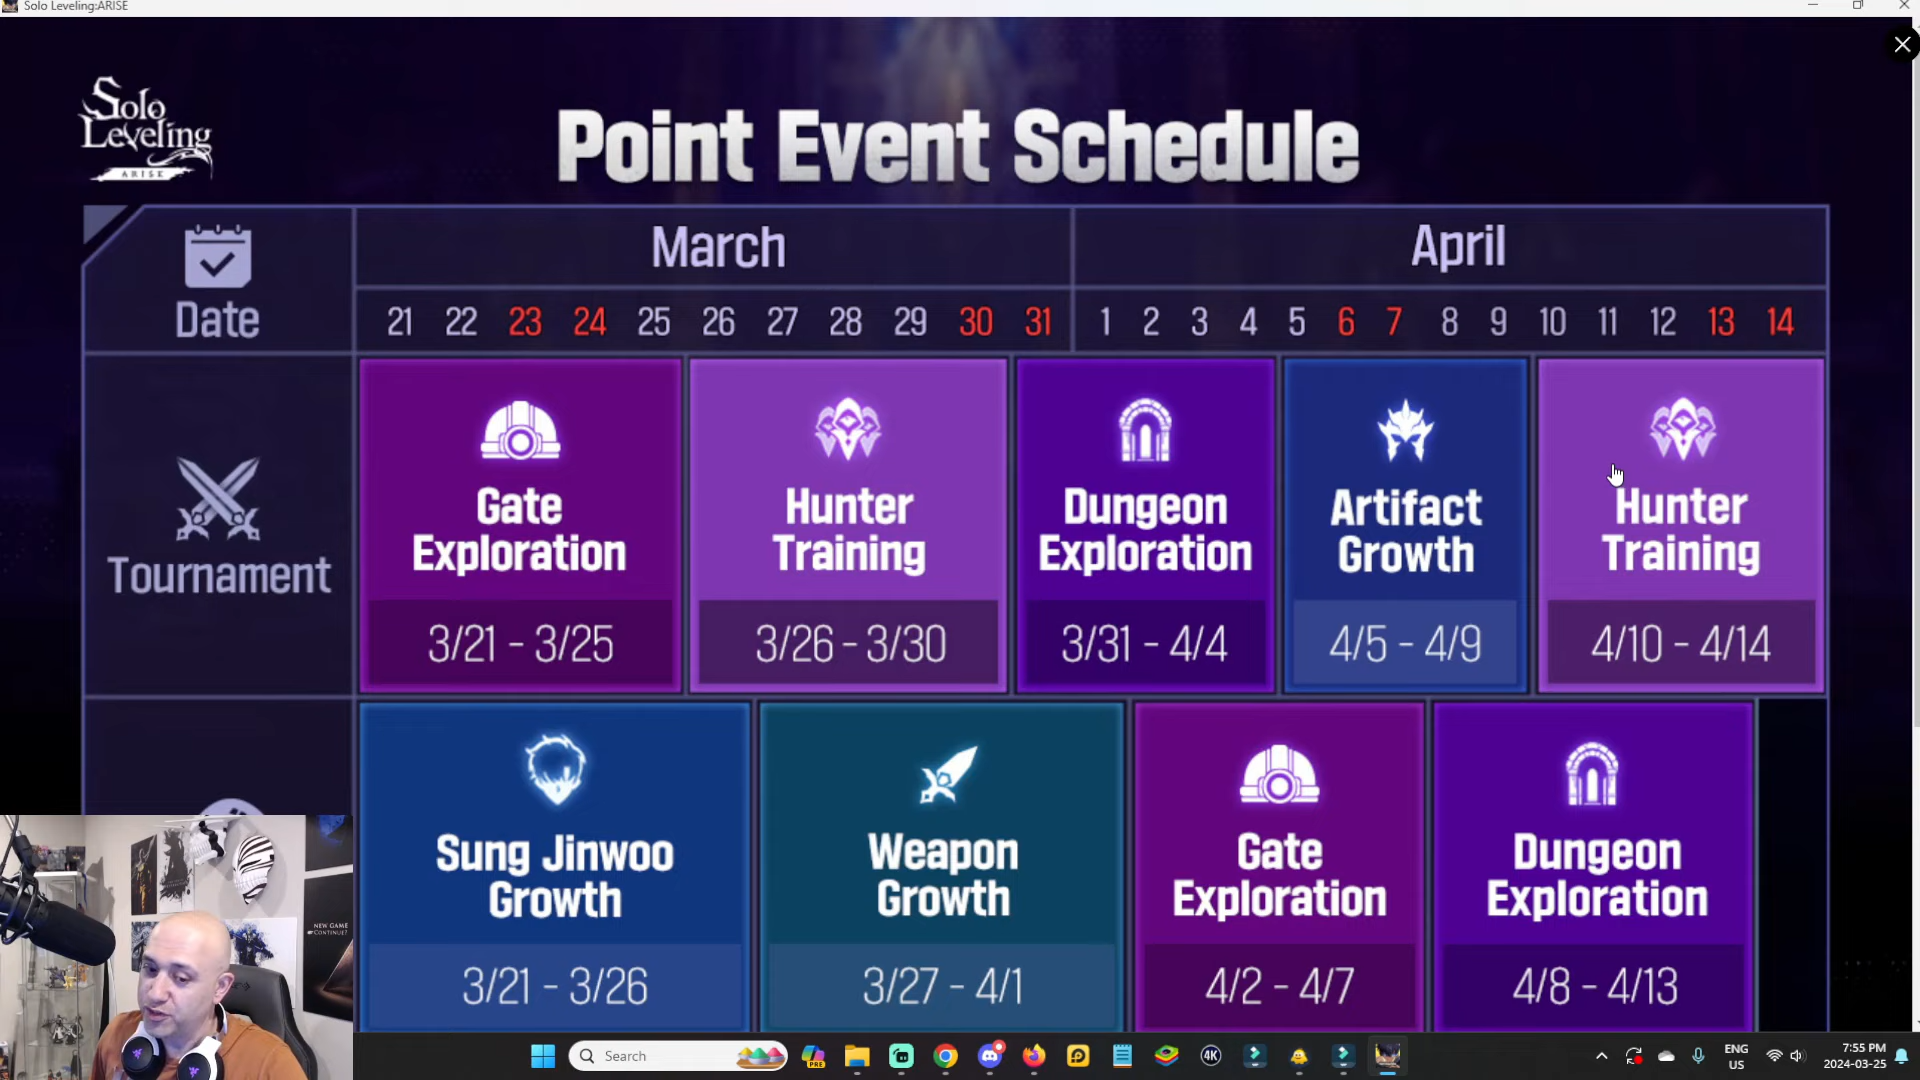 Solo Leveling:ARISE
Solo
Leveling
ARISE
Point Event Schedule
Date
March
April
21 22 23 24 25 26 27 28 29 30 31 1 2 3 4 5 6 7 8 9 10 11 12 13 14
Tournament
Gate
Exploration
3/21 - 3/25
Hunter
Training
3/26 - 3/30
Dungeon
Exploration
3/31 - 4/4
Artifact
Growth
4/5 - 4/9
Hunter
Training
4/10 - 4/14
Sung Jinwoo
Growth
3/21 - 3/26
Weapon
Growth
3/27 - 4/1
Gate
Exploration
4/2 - 4/7
Dungeon
Exploration
4/8 - 4/13
NEW GAME
CONTINUE?
Search
PRE
4K
ENG
US
7:55 PM
2024-03-25